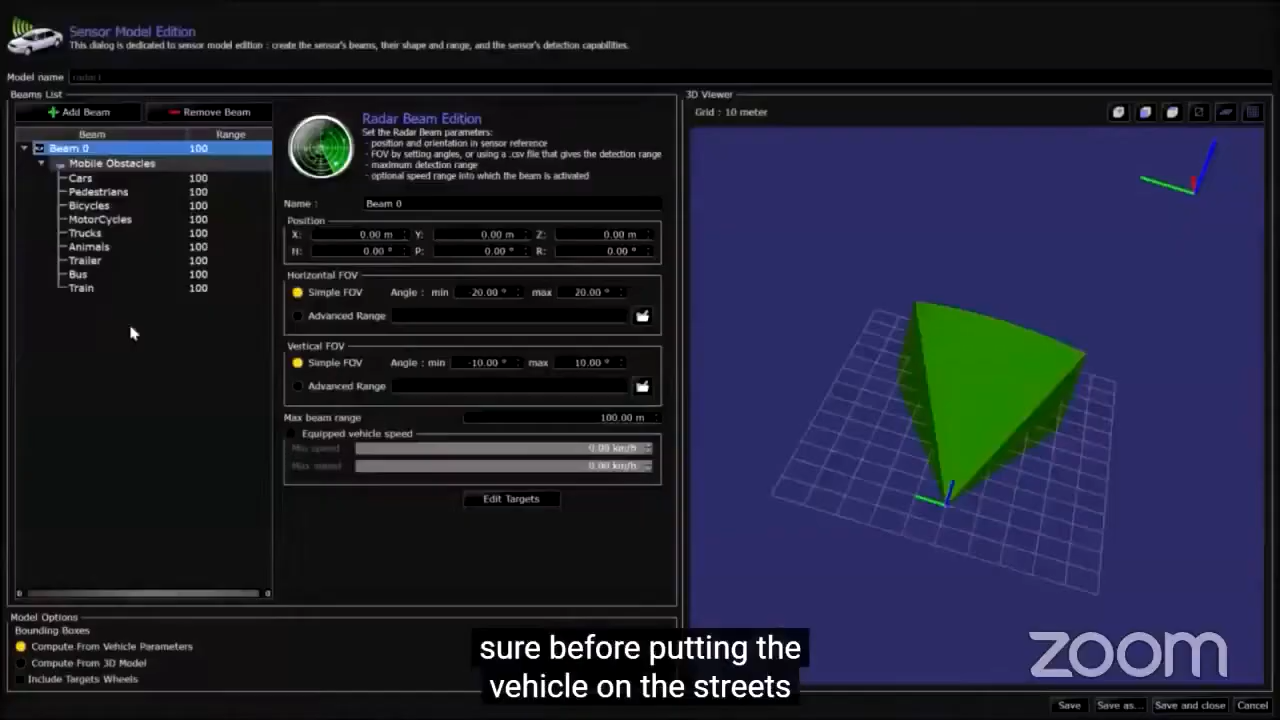 Sensor Model Edition
This dialog is dedicated to sensor model edition : create the sensor's beams, their shape and range, and the sensor's detection capabilities.
Model name radar1
Beams List
Add Beam Remove Beam
Beam Range
Beam 0 100
Mobile Obstacles
Cars 100
Pedestrians 100
Bicycles 100
MotorCycles 100
Trucks 100
Animals 100
Trailer 100
Bus 100
Train 100
0 0
Radar Beam Edition
Set the Radar Beam parameters:
- position and orientation in sensor reference
- FOV by setting angles, or using a .csv file that gives the detection range
- maximum detection range
- optional speed range into which the beam is activated
Name : Beam 0
Position
X: 0.00 m Y: 0.00 m Z: 0.00 m
H: 0.00 ° P: 0.00 ° R: 0.00 °
Horizontal FOV
Simple FOV Angle : min -20.00 ° max 20.00 °
Advanced Range
Vertical FOV
Simple FOV Angle : min -10.00 ° max 10.00 °
Advanced Range
Max beam range 100.00 m
Equipped vehicle speed
Min speed 0.00 km/h
Max speed 0.00 km/h
Edit Targets
3D Viewer
Grid : 10 meter
Model Options
Bounding Boxes
Compute From Vehicle Parameters
Compute From 3D Model
Include Targets Wheels
sure before putting the
vehicle on the streets
zoom
Save Save as... Save and close Cancel